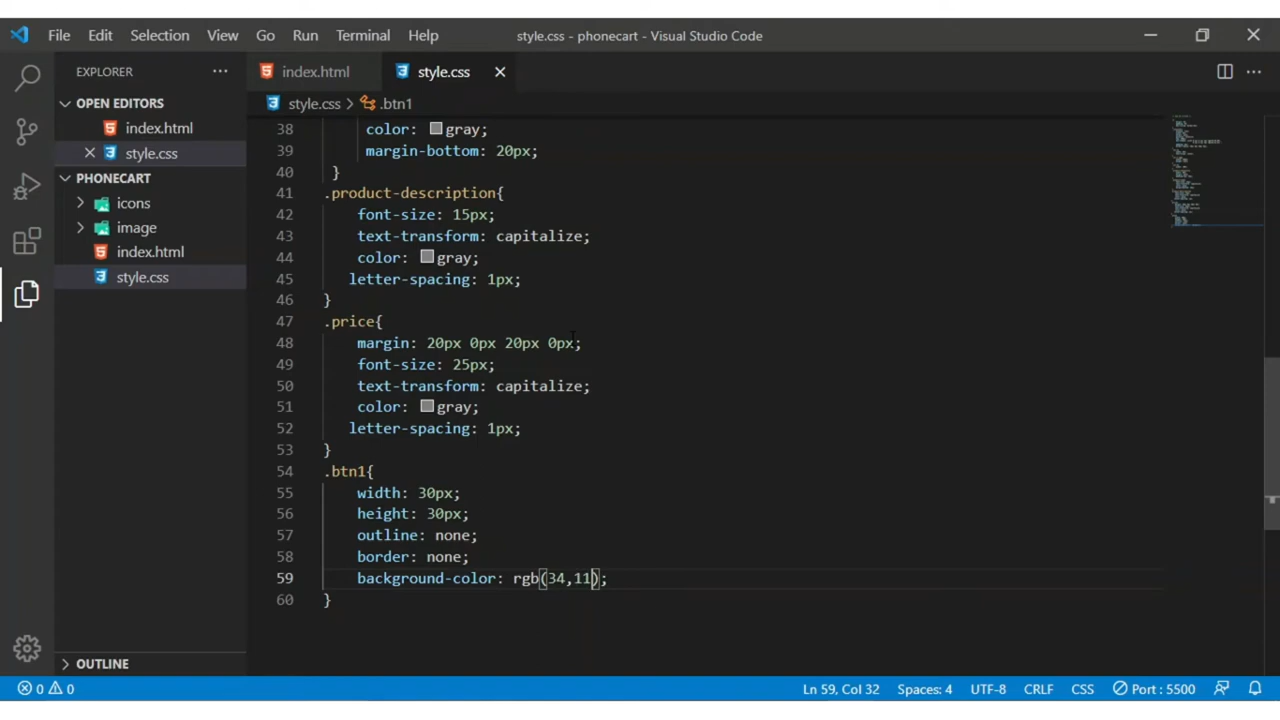 File Edit Selection View Go Run Terminal Help style.css - phonecart - Visual Studio Code
EXPLORER ···
index.html style.css
OPEN EDITORS
style.css > .btn1
index.html
style.css
PHONECART
icons
image
index.html
style.css
38 color: gray;
39 margin-bottom: 20px;
40 }
41 .product-description{
42 font-size: 15px;
43 text-transform: capitalize;
44 color: gray;
45 letter-spacing: 1px;
46 }
47 .price{
48 margin: 20px 0px 20px 0px;
49 font-size: 25px;
50 text-transform: capitalize;
51 color: gray;
52 letter-spacing: 1px;
53 }
54 .btn1{
55 width: 30px;
56 height: 30px;
57 outline: none;
58 border: none;
59 background-color: rgb(34,11);
60 }
OUTLINE
0 0 Ln 59, Col 32 Spaces: 4 UTF-8 CRLF CSS Port : 5500